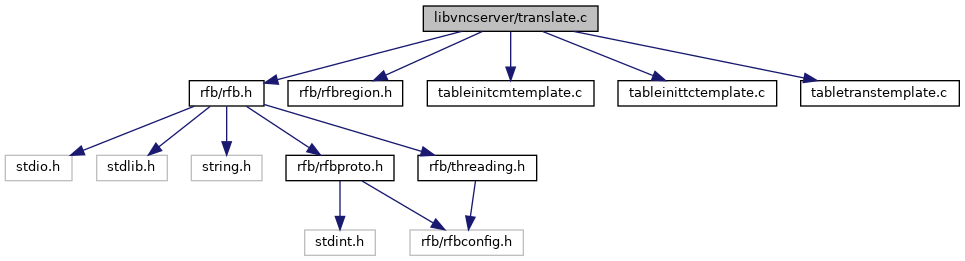 libvncserver/translate.c
rfb/rfb.h
rfb/rfbregion.h
tableinitcmtemplate.c
tableinittctemplate.c
tabletranstemplate.c
stdio.h
stdlib.h
string.h
rfb/rfbproto.h
rfb/threading.h
stdint.h
rfb/rfbconfig.h